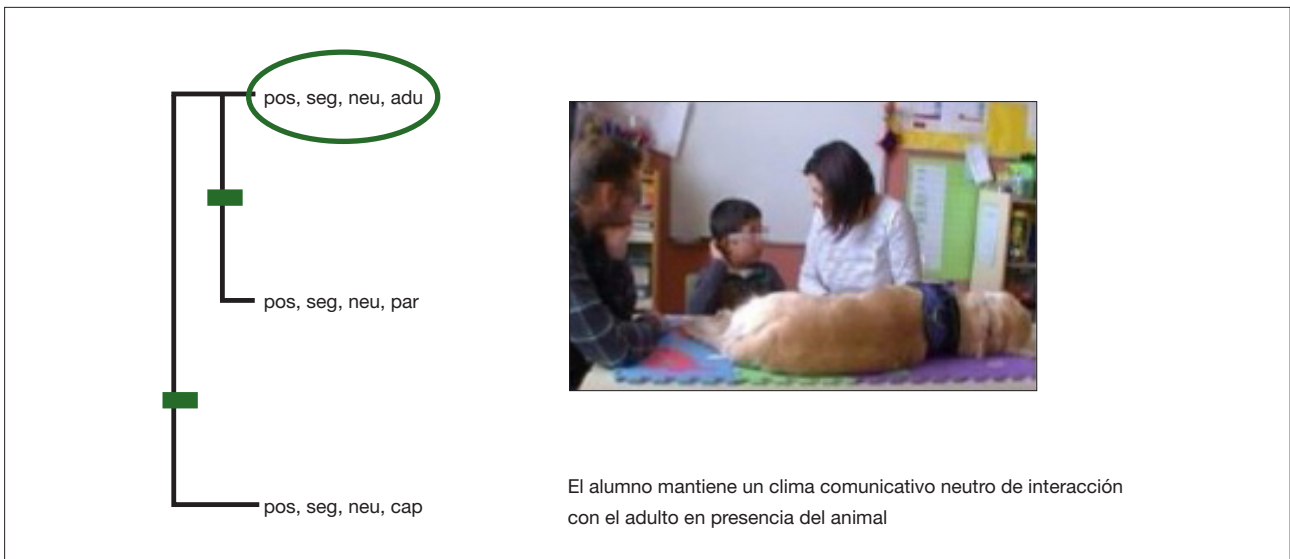 pos, seg, neu, adu
pos, seg, neu, par
pos, seg, neu, cap
El alumno mantiene un clima comunicativo neutro de interacción
con el adulto en presencia del animal